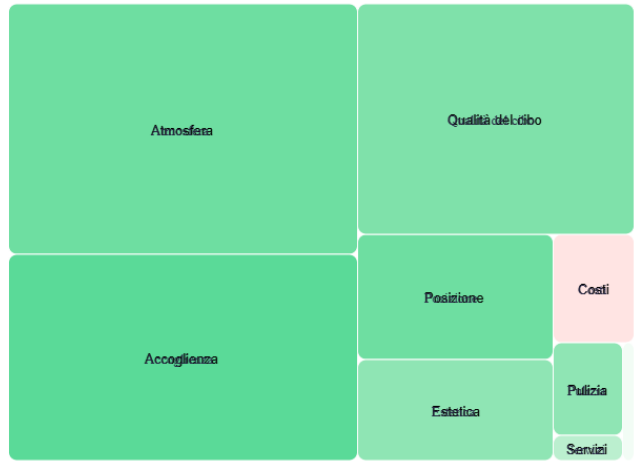 Atmosfera
Qualità del cibo
Accoglienza
Posizione
Costi
Estetica
Pulizia
Servizi